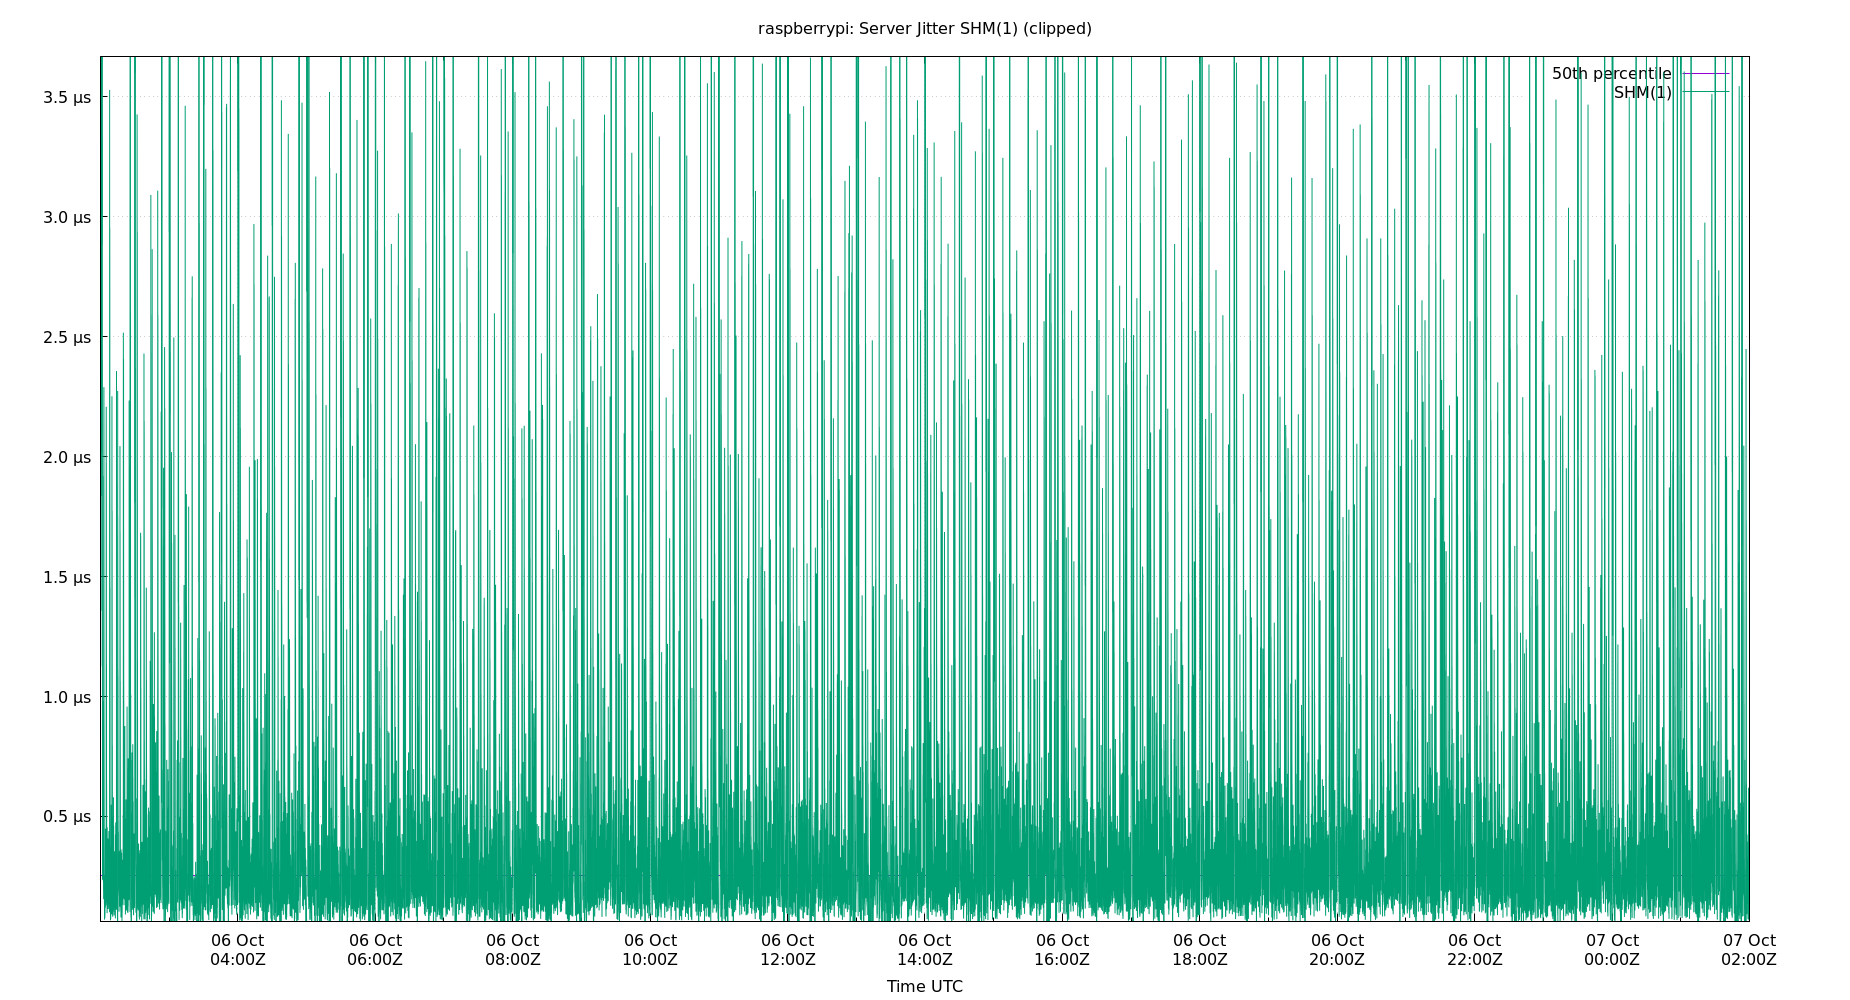 raspberrypi: Server Jitter SHM(1) (clipped)
50th percentile
SHM(1)
3.5 μs
3.0 μs
2.5 μs
2.0 μs
1.5 μs
1.0 μs
0.5 μs
06 Oct 06 Oct 06 Oct 06 Oct 06 Oct 06 Oct 06 Oct 06 Oct 06 Oct 06 Oct 07 Oct 07 Oct
04:00Z 06:00Z 08:00Z 10:00Z 12:00Z 14:00Z 16:00Z 18:00Z 20:00Z 22:00Z 00:00Z 02:00Z
Time UTC